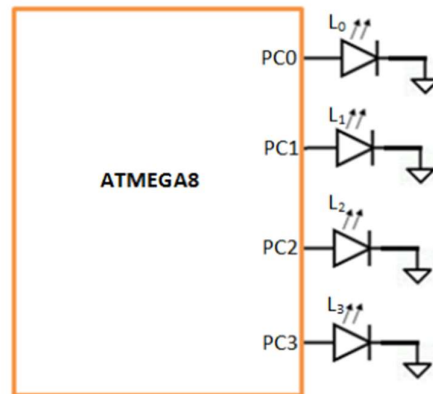 L₀
PC0
L₁
PC1
ATMEGA8
L₂
PC2
L₃
PC3